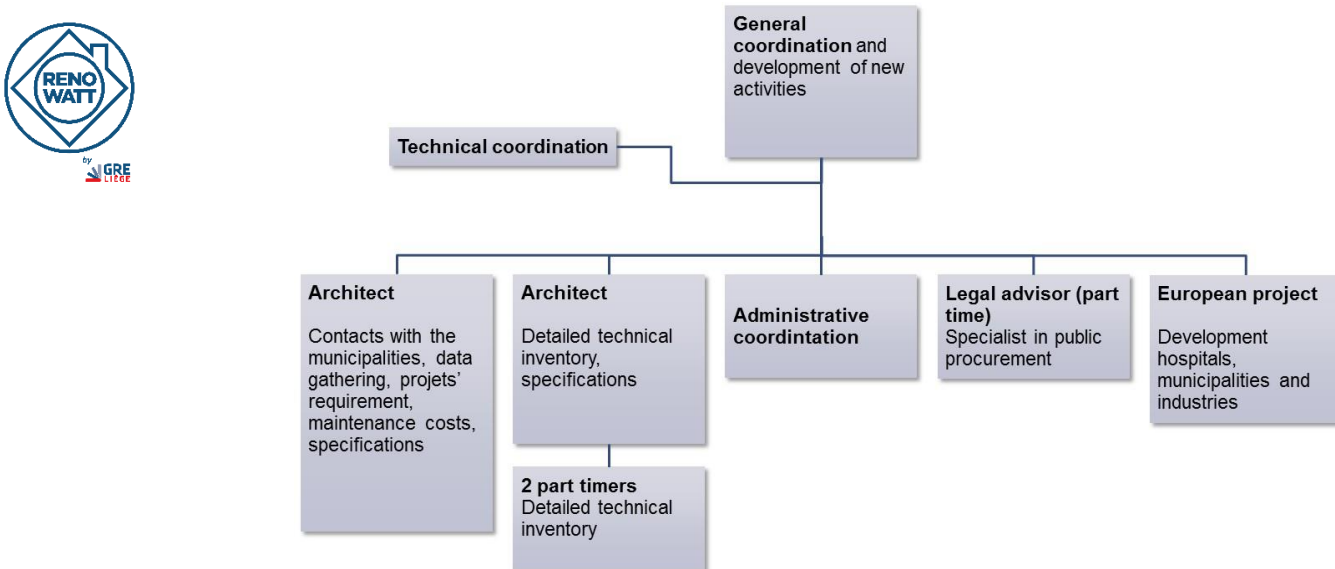 RENO
WATT
by
GRE
LIEGE
General
coordination and
development of new
activities
Technical coordination
Architect
Contacts with the
municipalities, data
gathering, projets'
requirement,
maintenance costs,
specifications
Architect
Detailed technical
inventory,
specifications
2 part timers
Detailed technical
inventory
Administrative
coordintation
Legal advisor (part
time)
Specialist in public
procurement
European project
Development
hospitals,
municipalities and
industries